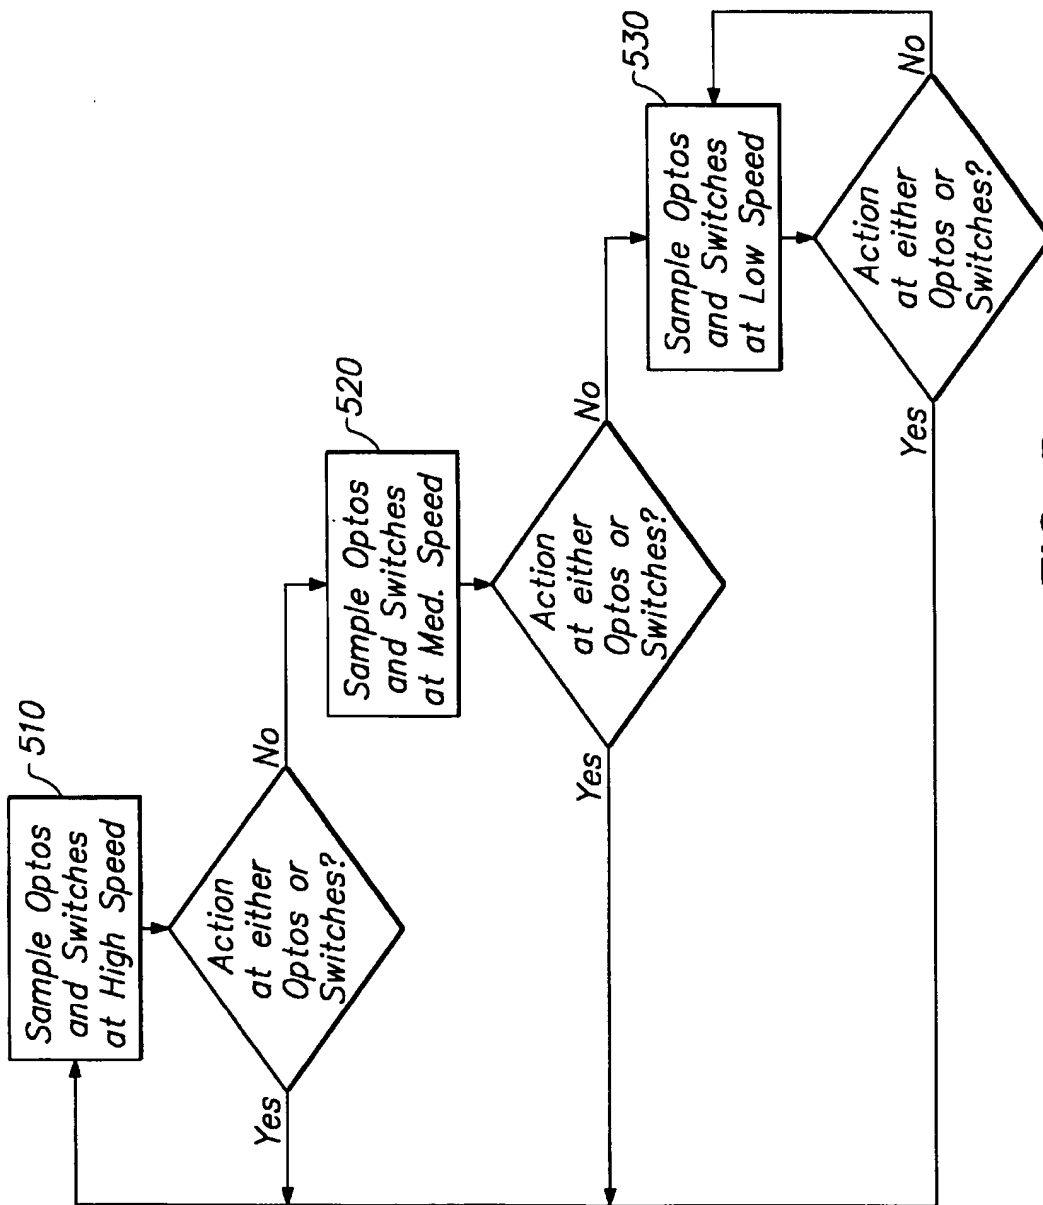 510
Sample Optos
and Switches
at High Speed
Action
at either
Optos or
Switches?
Yes
No
520
Sample Optos
and Switches
at Med. Speed
Action
at either
Optos or
Switches?
Yes
No
530
Sample Optos
and Switches
at Low Speed
Action
at either
Optos or
Switches?
Yes
No